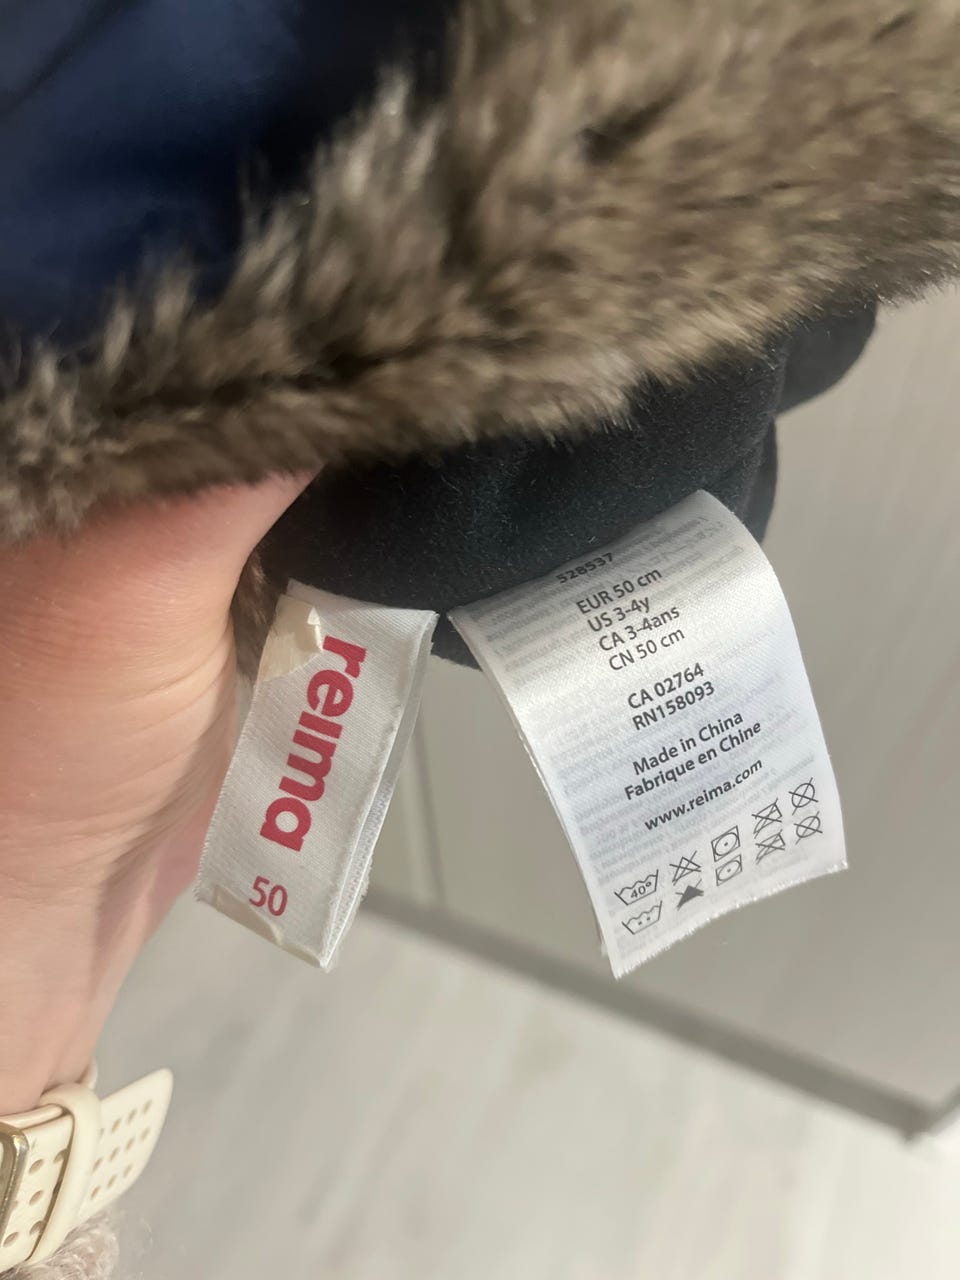 reima
50
528537
EUR 50 cm
US 3-4y
CA 3-4ans
CN 50 cm
CA 02764
RN158093
Made in China
Fabrique en Chine
www.reima.com
40°